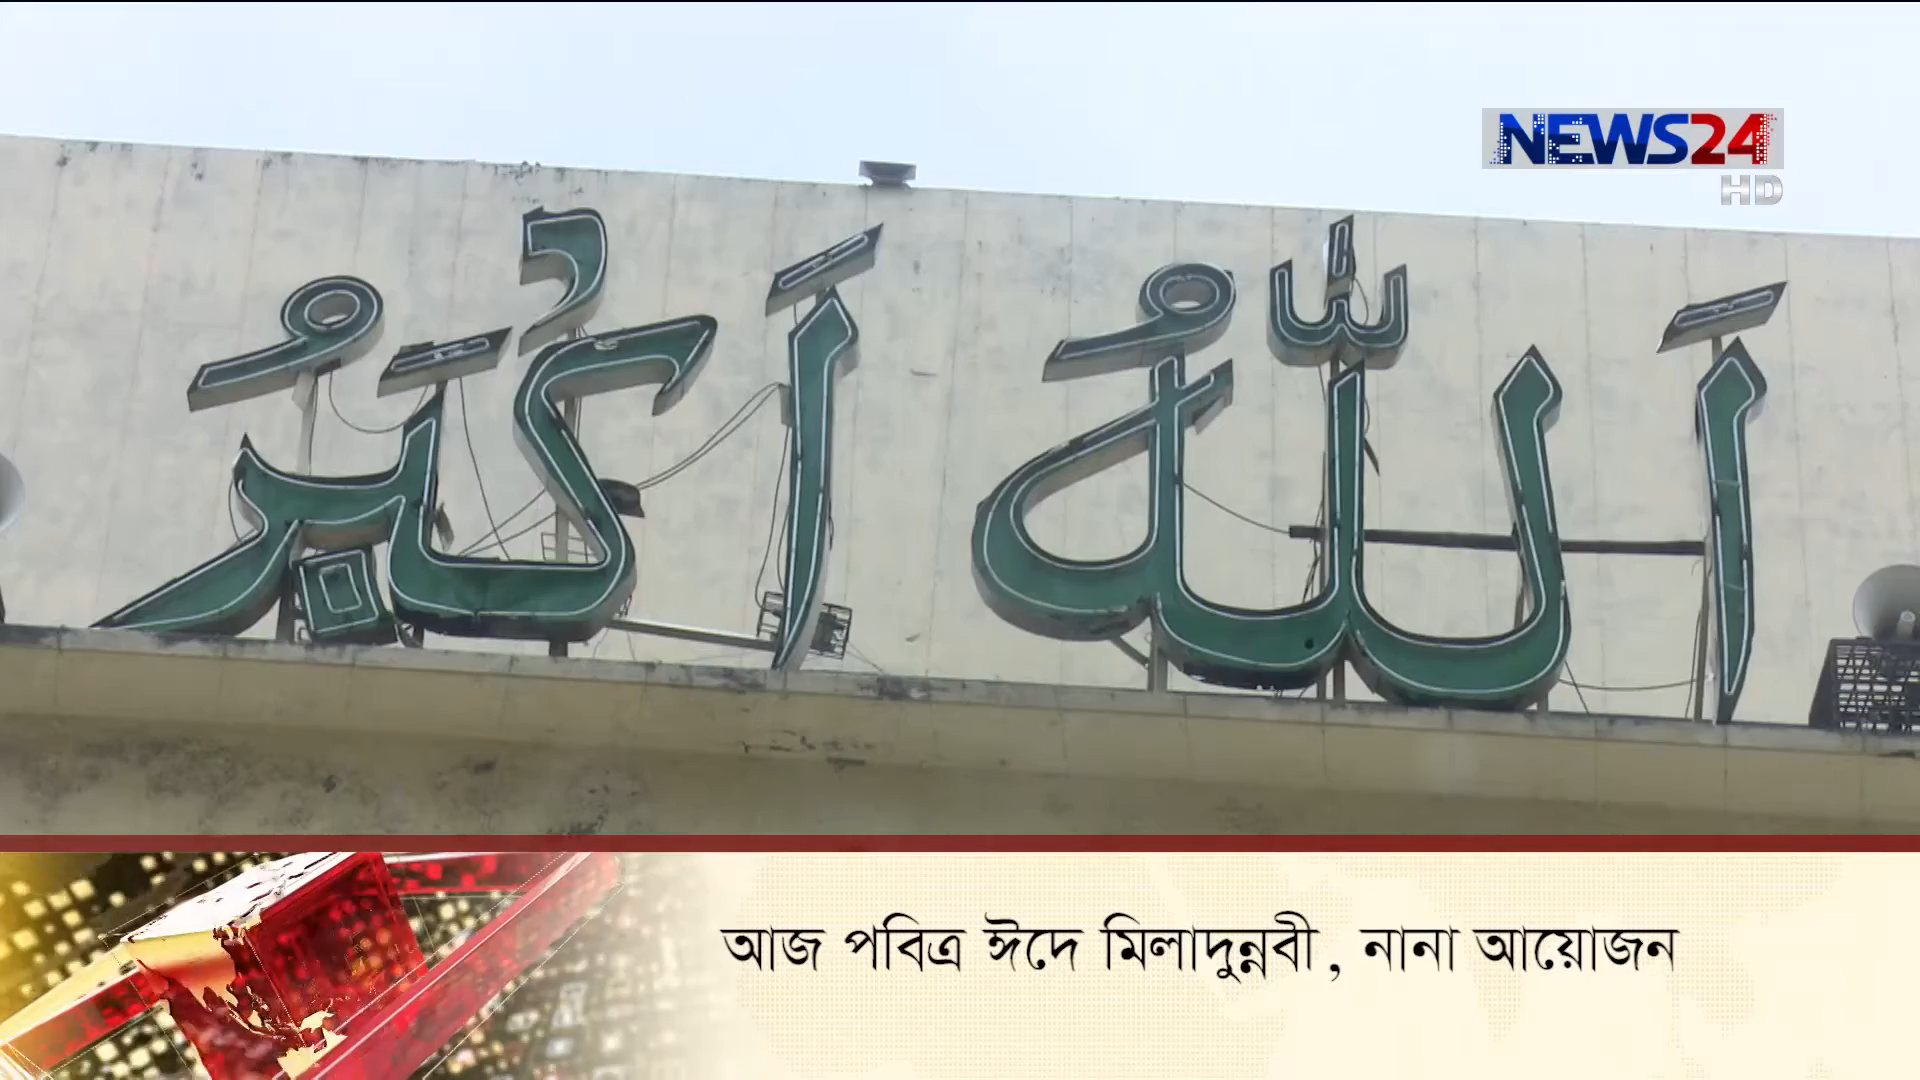 NEWS24
HD
اَللّٰهُ اَكْبَرُ
আজ পবিত্র ঈদে মিলাদুন্নবী, নানা আয়োজন